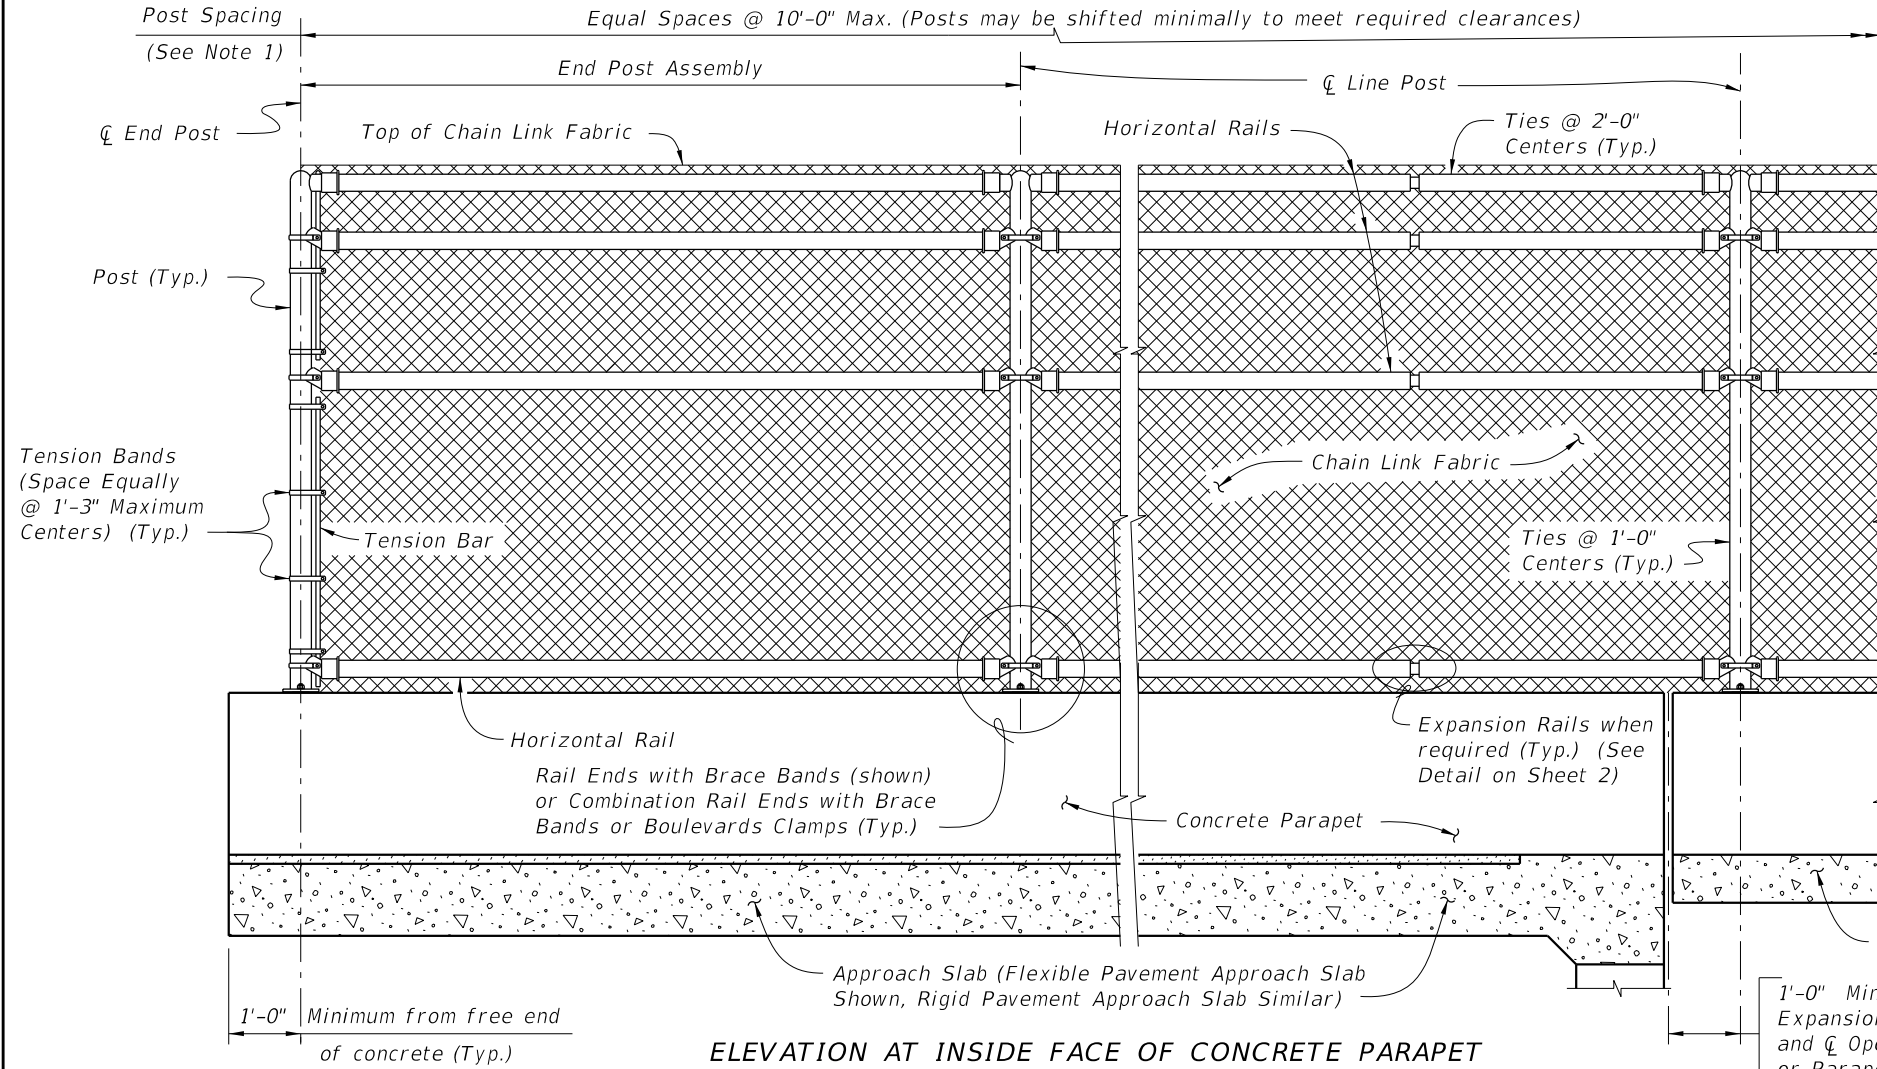 Post Spacing
(See Note 1)
Equal Spaces @ 10'-0" Max. (Posts may be shifted minimally to meet required clearances)
End Post Assembly
℄ Line Post
℄ End Post
Top of Chain Link Fabric
Horizontal Rails
Ties @ 2'-0"
Centers (Typ.)
Post (Typ.)
Tension Bands
(Space Equally
@ 1'-3" Maximum
Centers) (Typ.)
Chain Link Fabric
Tension Bar
Ties @ 1'-0"
Centers (Typ.)
Horizontal Rail
Expansion Rails when
required (Typ.) (See
Detail on Sheet 2)
Rail Ends with Brace Bands (shown)
or Combination Rail Ends with Brace
Bands or Boulevards Clamps (Typ.)
Concrete Parapet
Approach Slab (Flexible Pavement Approach Slab
Shown, Rigid Pavement Approach Slab Similar)
1'-0" Minimum from free end
of concrete (Typ.)
1'-0"
Expansion
and ℄
or
ELEVATION AT INSIDE FACE OF CONCRETE PARAPET